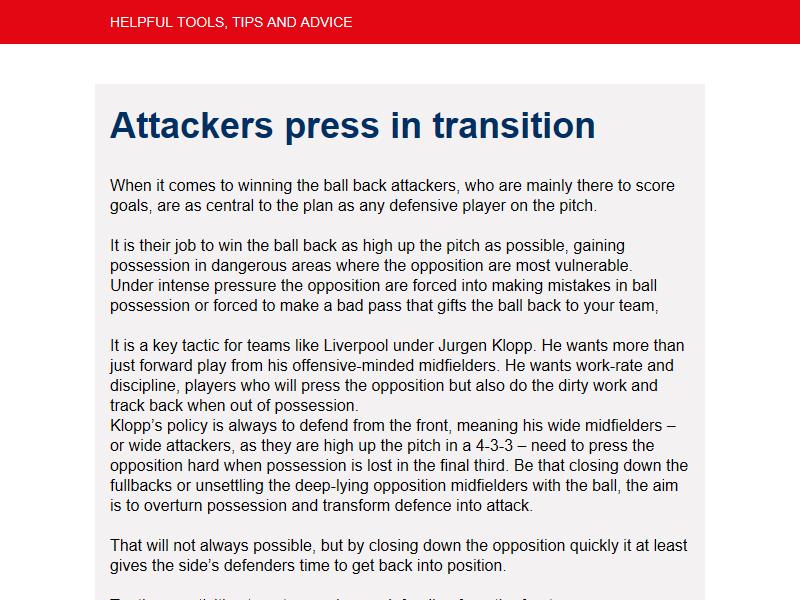 HELPFUL TOOLS, TIPS AND ADVICE
Attackers press in transition
When it comes to winning the ball back attackers, who are mainly there to score
goals, are as central to the plan as any defensive player on the pitch.
It is their job to win the ball back as high up the pitch as possible, gaining
possession in dangerous areas where the opposition are most vulnerable.
Under intense pressure the opposition are forced into making mistakes in ball
possession or forced to make a bad pass that gifts the ball back to your team,
It is a key tactic for teams like Liverpool under Jurgen Klopp. He wants more than
just forward play from his offensive-minded midfielders. He wants work-rate and
discipline, players who will press the opposition but also do the dirty work and
track back when out of possession.
Klopp’s policy is always to defend from the front, meaning his wide midfielders –
or wide attackers, as they are high up the pitch in a 4-3-3 – need to press the
opposition hard when possession is lost in the final third. Be that closing down the
fullbacks or unsettling the deep-lying opposition midfielders with the ball, the aim
is to overturn possession and transform defence into attack.
That will not always possible, but by closing down the opposition quickly it at least
gives the side’s defenders time to get back into position.